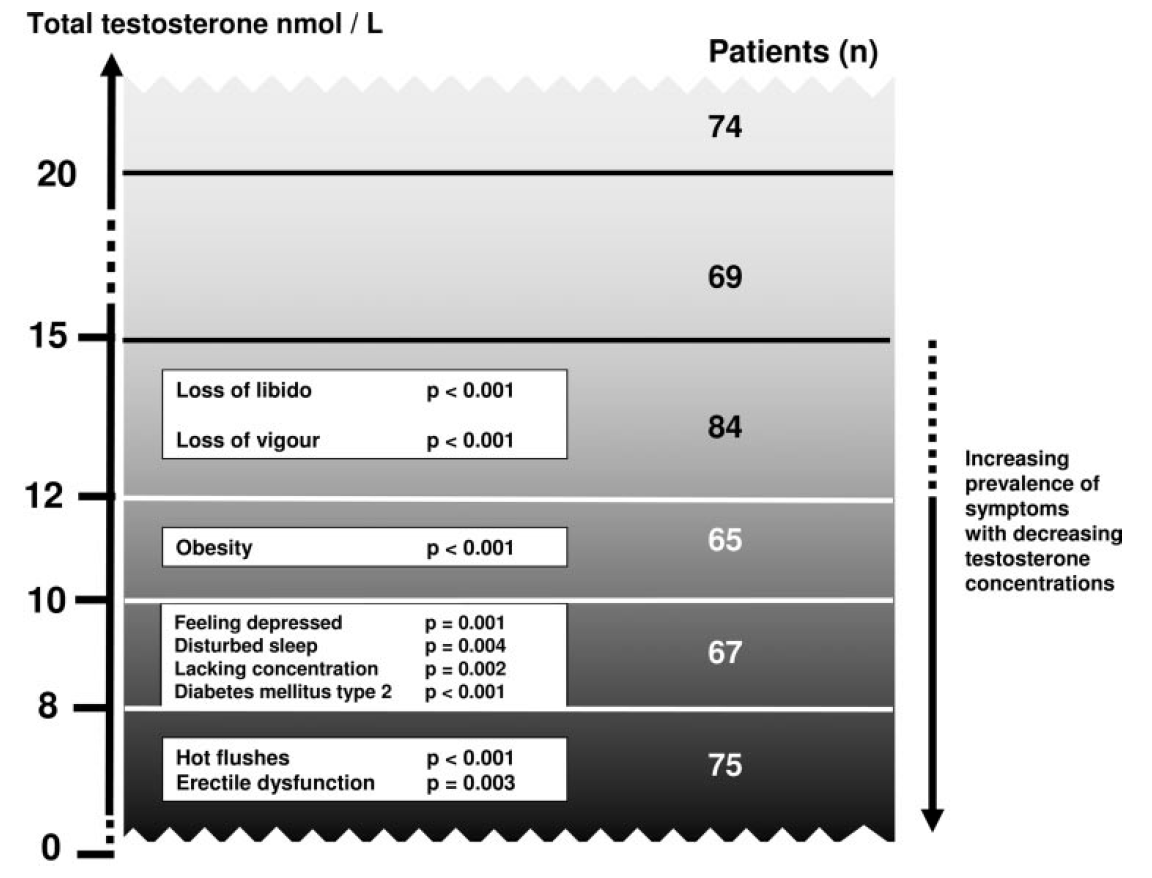 Total testosterone nmol / L
Patients (n)
74
20
69
15
Loss of libido p < 0.001
84
Loss of vigour p < 0.001
Increasing
prevalence of
symptoms
with decreasing
testosterone
concentrations
12
Obesity p < 0.001
65
10
Feeling depressed p = 0.001
Disturbed sleep p = 0.004
Lacking concentration p = 0.002
Diabetes mellitus type 2 p < 0.001
67
8
Hot flushes p < 0.001
Erectile dysfunction p = 0.003
75
0